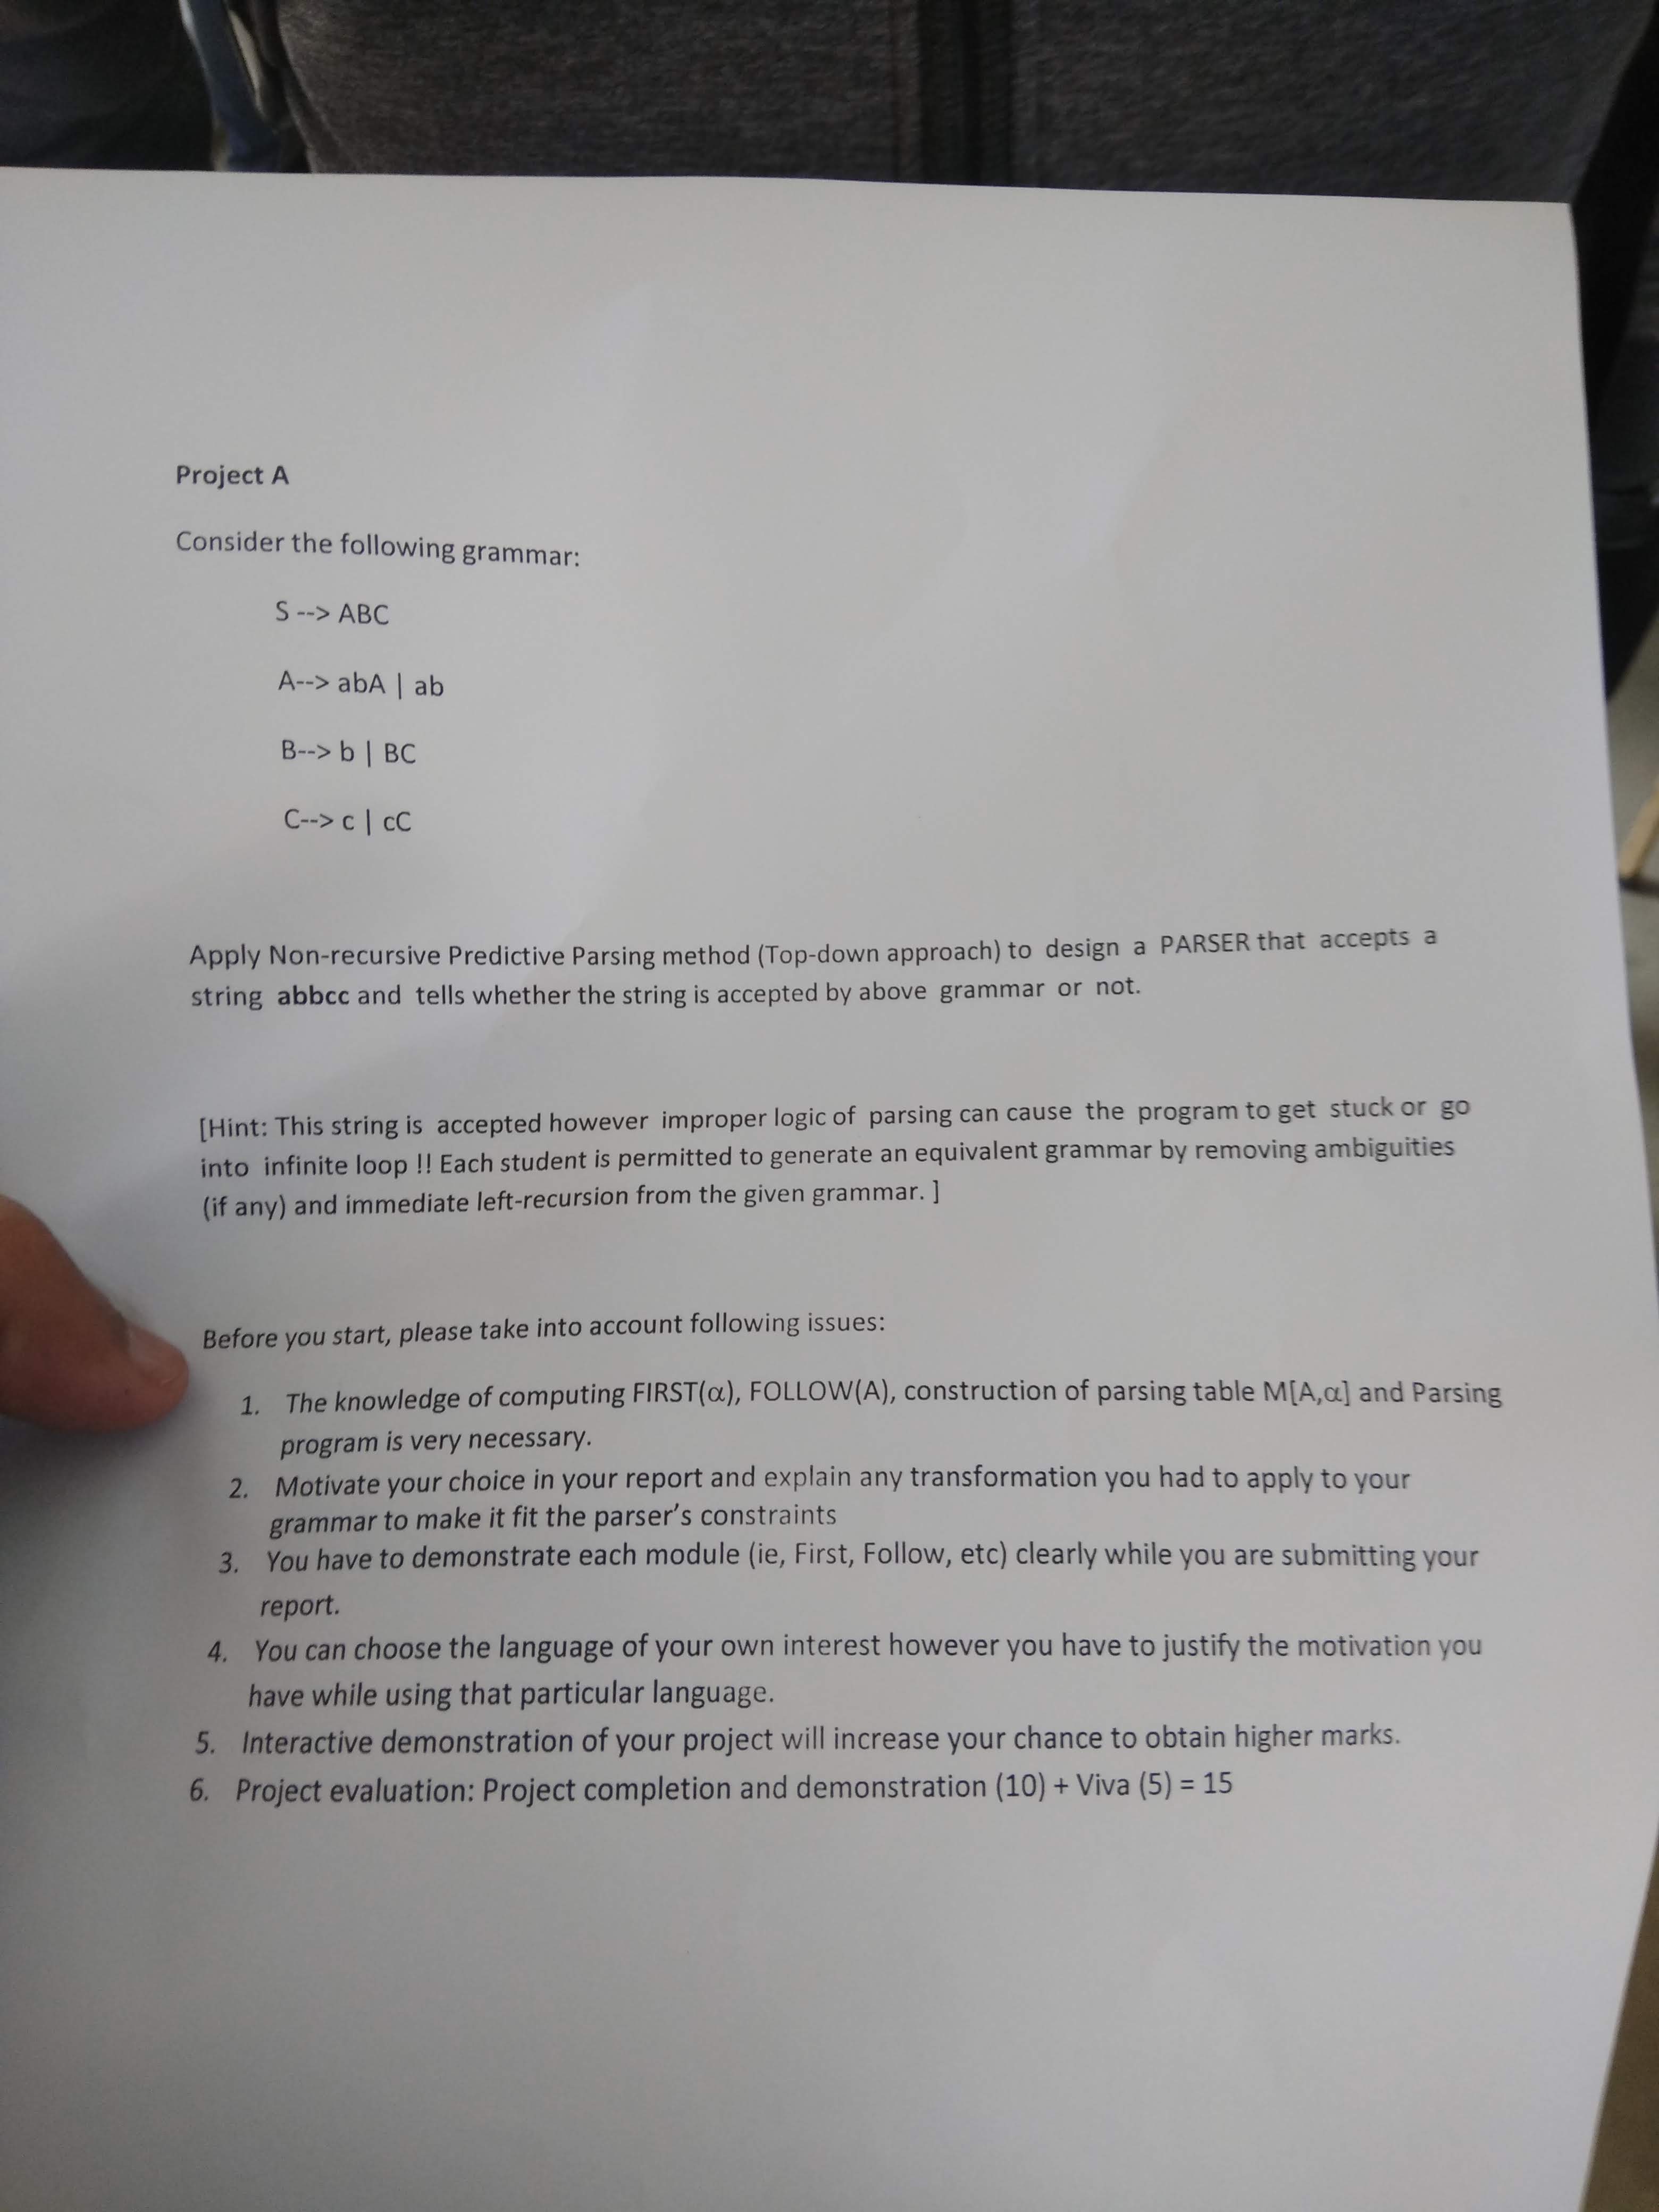 Project A
Consider the following grammar:
S --> ABC
A--> abA | ab
B--> b | BC
C--> c | cC
Apply Non-recursive Predictive Parsing method (Top-down approach) to design a PARSER that accepts a
string abbcc and tells whether the string is accepted by above grammar or not.
[Hint: This string is accepted however improper logic of parsing can cause the program to get stuck or go
into infinite loop !! Each student is permitted to generate an equivalent grammar by removing ambiguities
(if any) and immediate left-recursion from the given grammar. ]
Before you start, please take into account following issues:
1. The knowledge of computing FIRST(α), FOLLOW(A), construction of parsing table M[A,α] and Parsing
program is very necessary.
2. Motivate your choice in your report and explain any transformation you had to apply to your
grammar to make it fit the parser's constraints
3. You have to demonstrate each module (ie, First, Follow, etc) clearly while you are submitting your
report.
4. You can choose the language of your own interest however you have to justify the motivation you
have while using that particular language.
5. Interactive demonstration of your project will increase your chance to obtain higher marks.
6. Project evaluation: Project completion and demonstration (10) + Viva (5) = 15